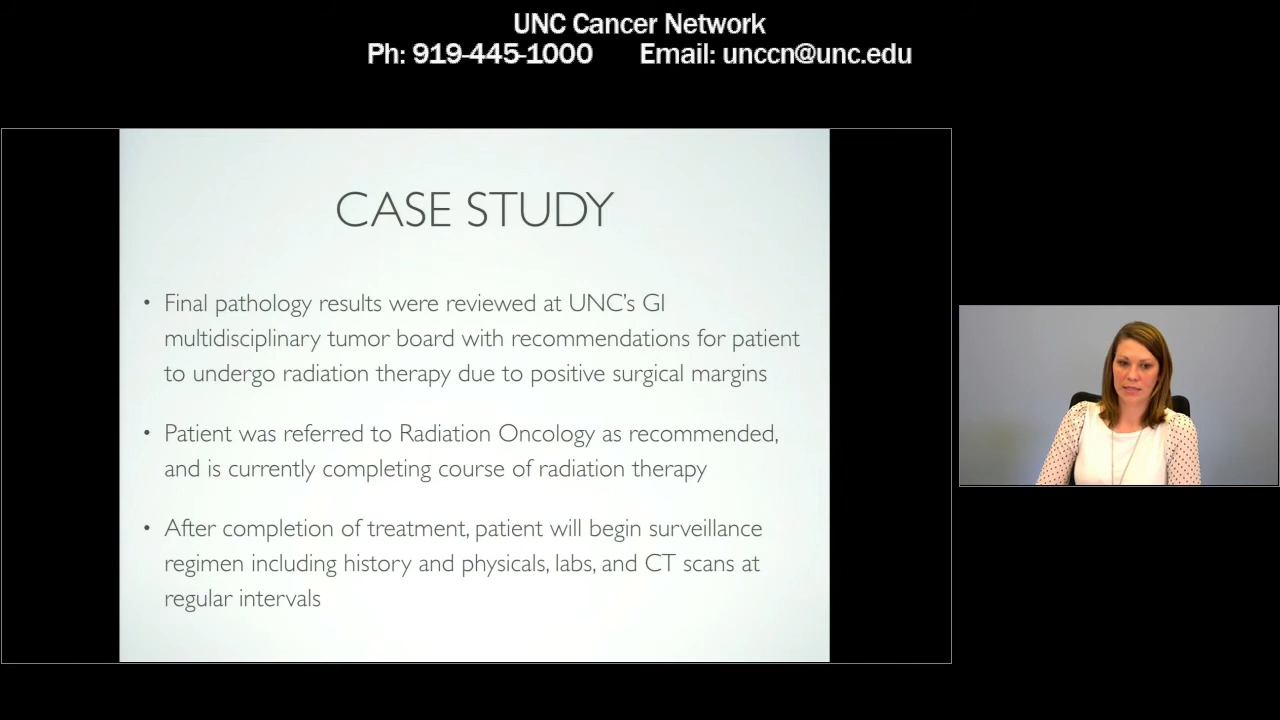 UNC Cancer Network
Ph: 919-445-1000 Email: unccn@unc.edu
CASE STUDY
• Final pathology results were reviewed at UNC’s GI
multidisciplinary tumor board with recommendations for patient
to undergo radiation therapy due to positive surgical margins
• Patient was referred to Radiation Oncology as recommended,
and is currently completing course of radiation therapy
• After completion of treatment, patient will begin surveillance
regimen including history and physicals, labs, and CT scans at
regular intervals